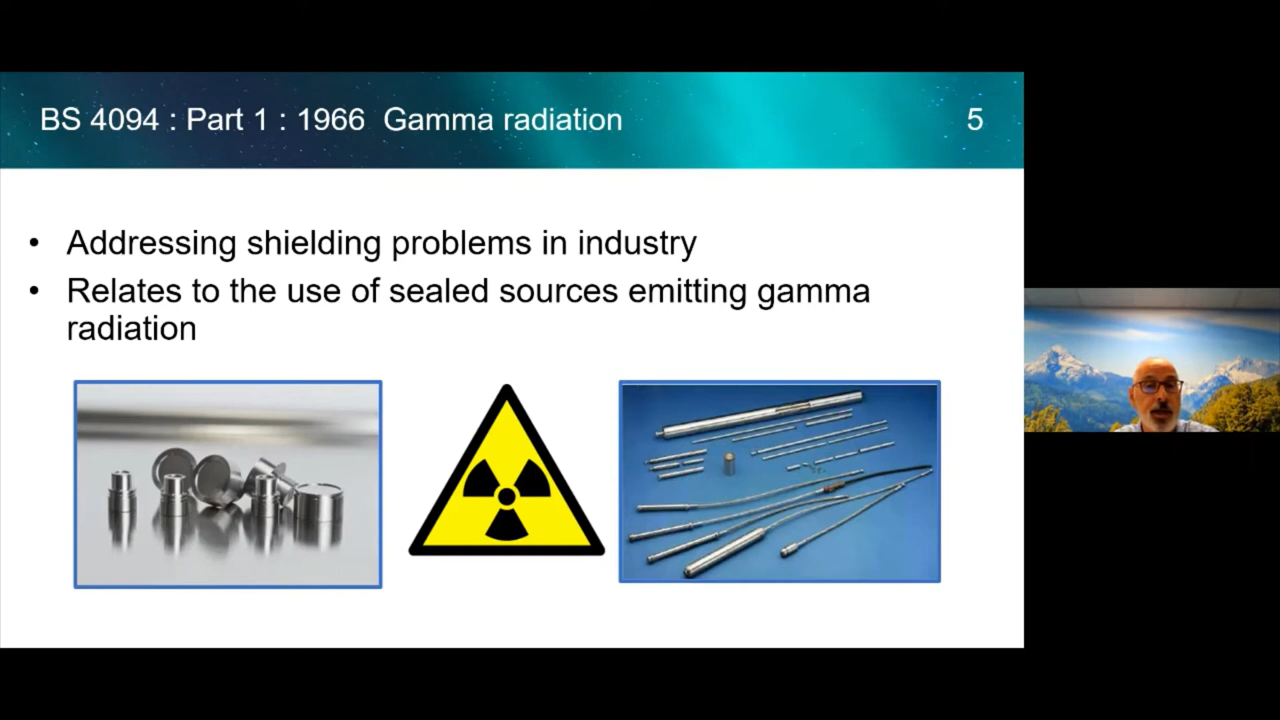 BS 4094 : Part 1 : 1966  Gamma radiation
5
• Addressing shielding problems in industry
• Relates to the use of sealed sources emitting gamma
radiation